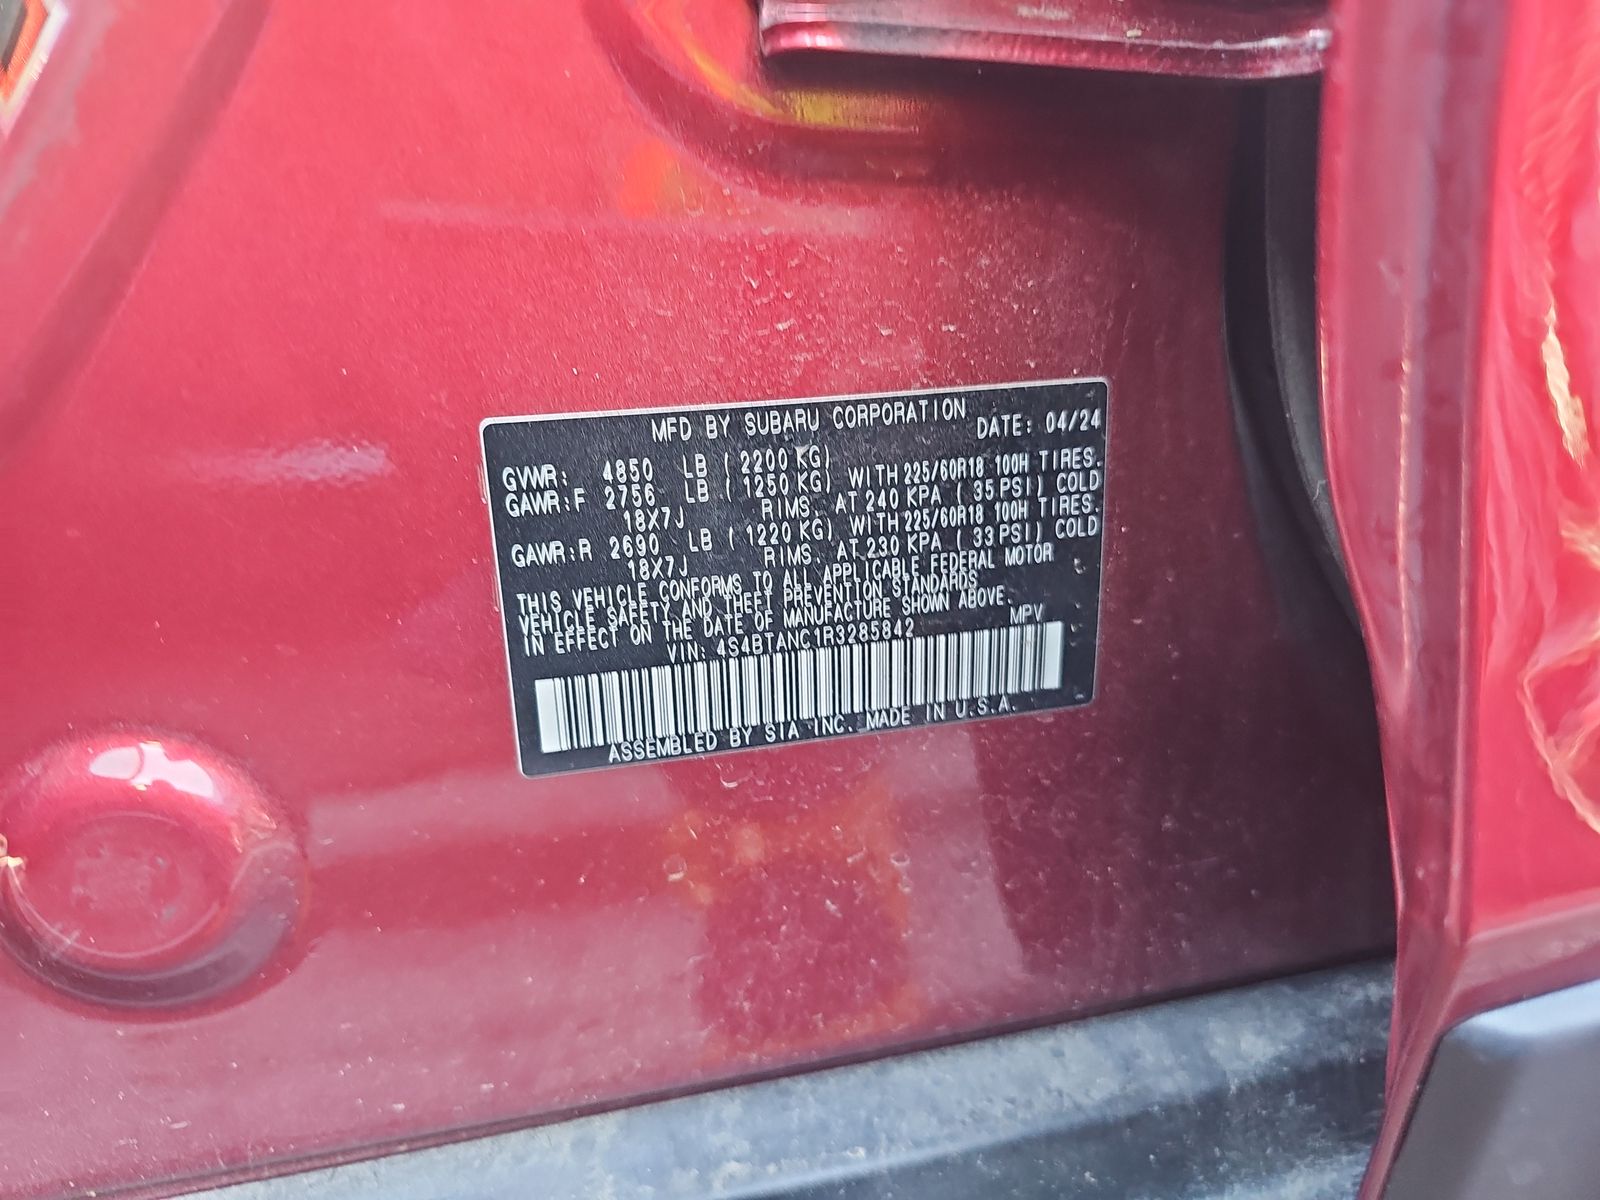 MFD BY SUBARU CORPORATION DATE: 04/24
GVWR: 4850 LB ( 2200 KG)
GAWR:F 2756 LB ( 1250 KG) WITH 225/60R18 100H TIRES.
18X7J RIMS. AT 240 KPA ( 35 PSI) COLD
GAWR:R 2690 LB ( 1220 KG) WITH 225/60R18 100H TIRES.
18X7J RIMS. AT 230 KPA ( 33 PSI) COLD
THIS VEHICLE CONFORMS TO ALL APPLICABLE FEDERAL MOTOR
VEHICLE SAFETY AND THEFT PREVENTION STANDARDS
IN EFFECT ON THE DATE OF MANUFACTURE SHOWN ABOVE.
VIN: 4S4BTANC1R3285842 MPV
ASSEMBLED BY SIA INC. MADE IN U.S.A.